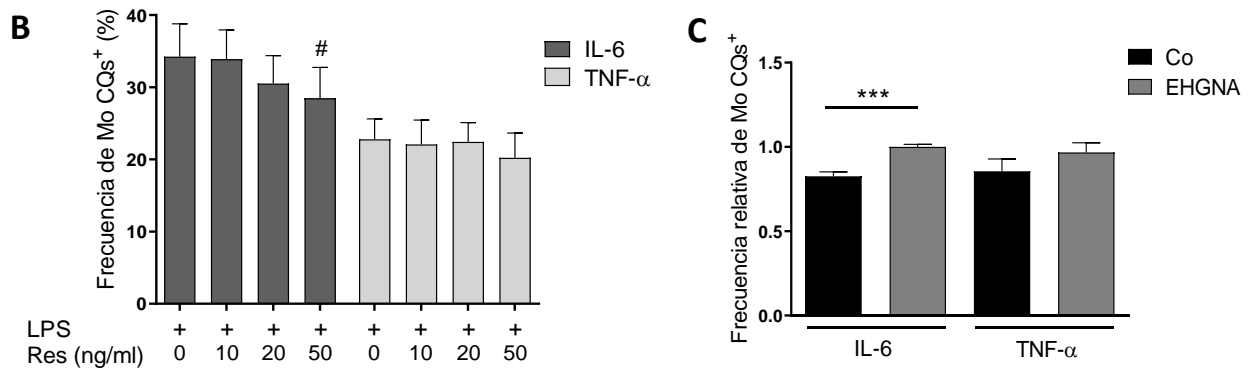 B
Frecuencia de Mo CQs⁺ (%)
40
30
20
10
0
#
IL-6
TNF-α
LPS + + + + + + + +
Res (ng/ml) 0 10 20 50 0 10 20 50
C
Frecuencia relativa de Mo CQs⁺
1.5
1.0
0.5
0.0
***
Co
EHGNA
IL-6 TNF-α